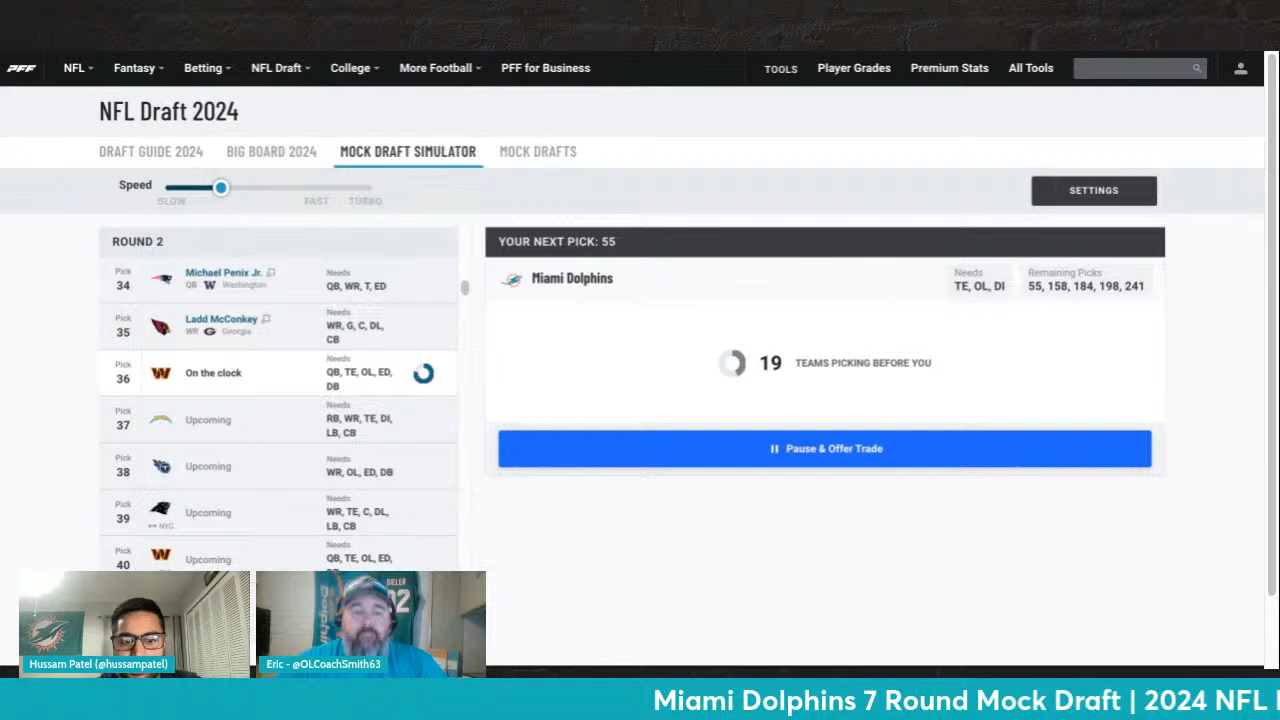 PFF NFL Fantasy Betting NFL Draft College More Football PFF for Business TOOLS Player Grades Premium Stats All Tools
NFL Draft 2024
DRAFT GUIDE 2024 BIG BOARD 2024 MOCK DRAFT SIMULATOR MOCK DRAFTS
Speed
SLOW FAST TURBO
SETTINGS
ROUND 2
Pick
34
Michael Penix Jr.
QB W Washington
Needs
QB, WR, T, ED
Pick
35
Ladd McConkey
WR G Georgia
Needs
WR, G, C, DL,
CB
Pick
36
W
On the clock
Needs
QB, TE, OL, ED,
DB
Pick
37
Upcoming
Needs
RB, WR, TE, DI,
LB, CB
Pick
38
Upcoming
Needs
WR, OL, ED, DB
Pick
39
↔ NYG
Upcoming
Needs
WR, TE, C, DL,
LB, CB
Pick
40
W
Upcoming
Needs
QB, TE, OL, ED,
YOUR NEXT PICK: 55
Miami Dolphins
Needs
TE, OL, DI
Remaining Picks
55, 158, 184, 198, 241
19 TEAMS PICKING BEFORE YOU
Pause & Offer Trade
SIELER
92
Dolphins
Hussam Patel (@hussampatel)
Eric - @OLCoachSmith63
Miami Dolphins 7 Round Mock Draft | 2024 NFL